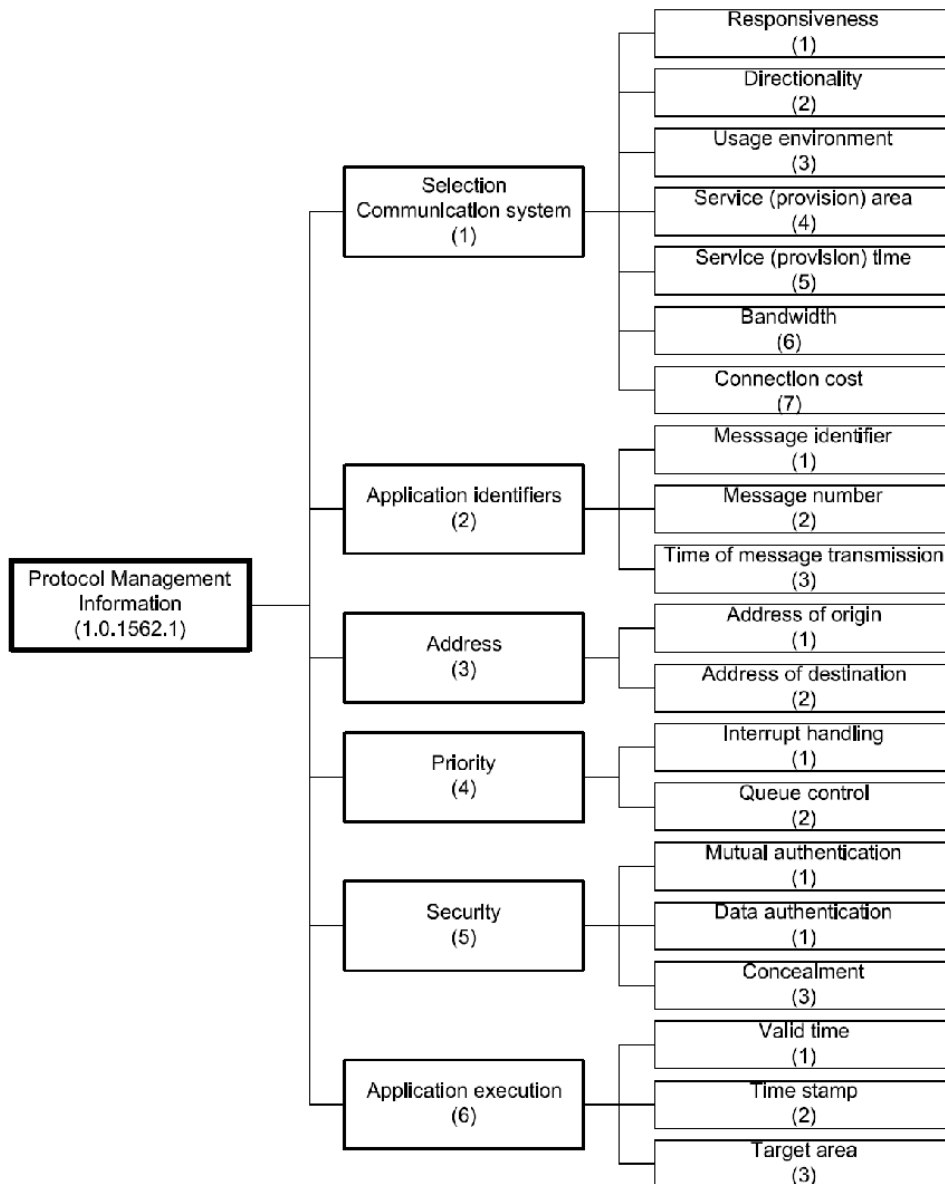 Protocol Management
Information
(1.0.1562.1)
Selection
Communication system
(1)
Responsiveness
(1)
Directionality
(2)
Usage environment
(3)
Service (provision) area
(4)
Service (provision) time
(5)
Bandwidth
(6)
Connection cost
(7)
Application identifiers
(2)
Messsage identifier
(1)
Message number
(2)
Time of message transmission
(3)
Address
(3)
Address of origin
(1)
Address of destination
(2)
Priority
(4)
Interrupt handling
(1)
Queue control
(2)
Security
(5)
Mutual authentication
(1)
Data authentication
(1)
Concealment
(3)
Application execution
(6)
Valid time
(1)
Time stamp
(2)
Target area
(3)